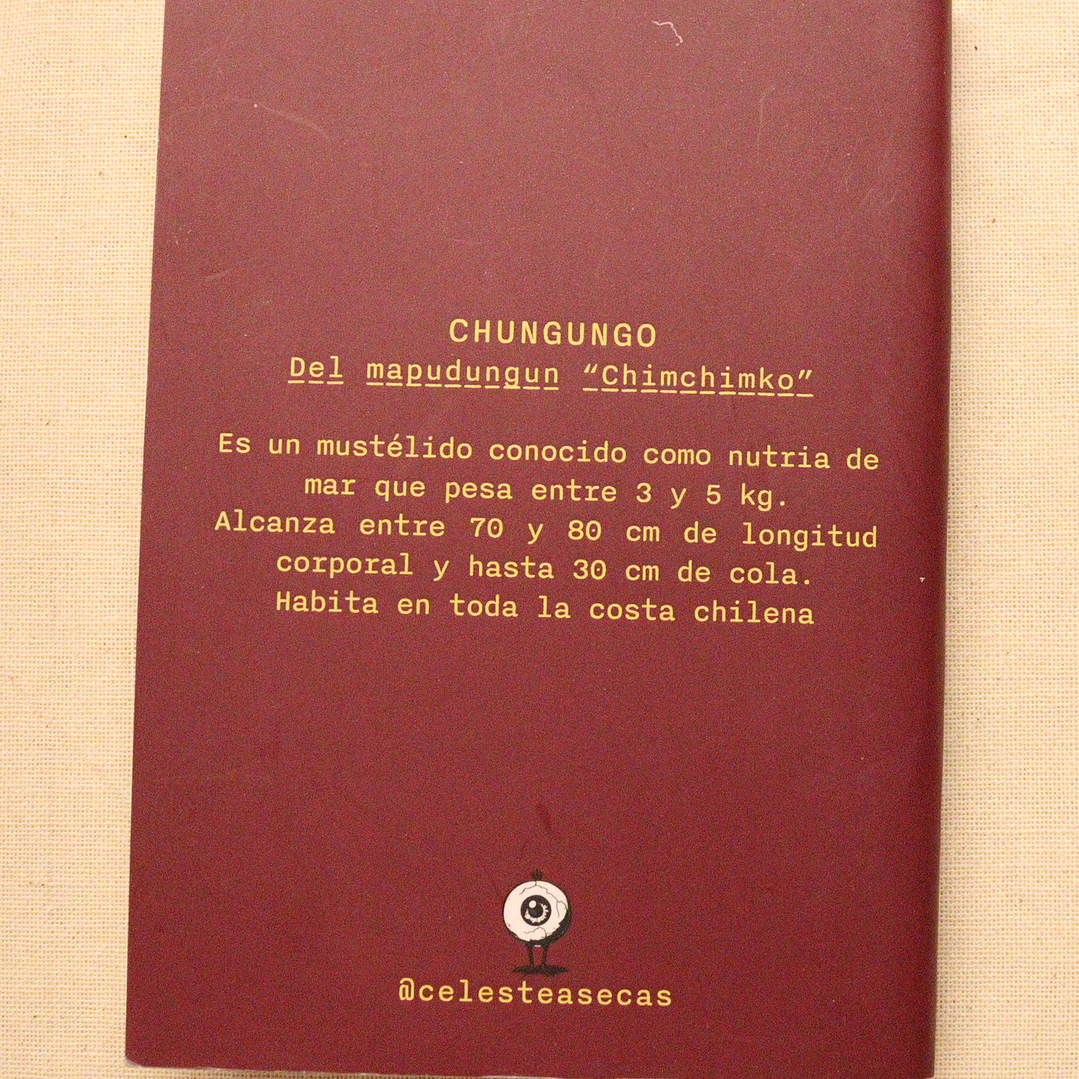 CHUNGUNGO
Del mapudungun “Chimchimko”
Es un mustélido conocido como nutria de
mar que pesa entre 3 y 5 kg.
Alcanza entre 70 y 80 cm de longitud
corporal y hasta 30 cm de cola.
Habita en toda la costa chilena
@celesteasecas